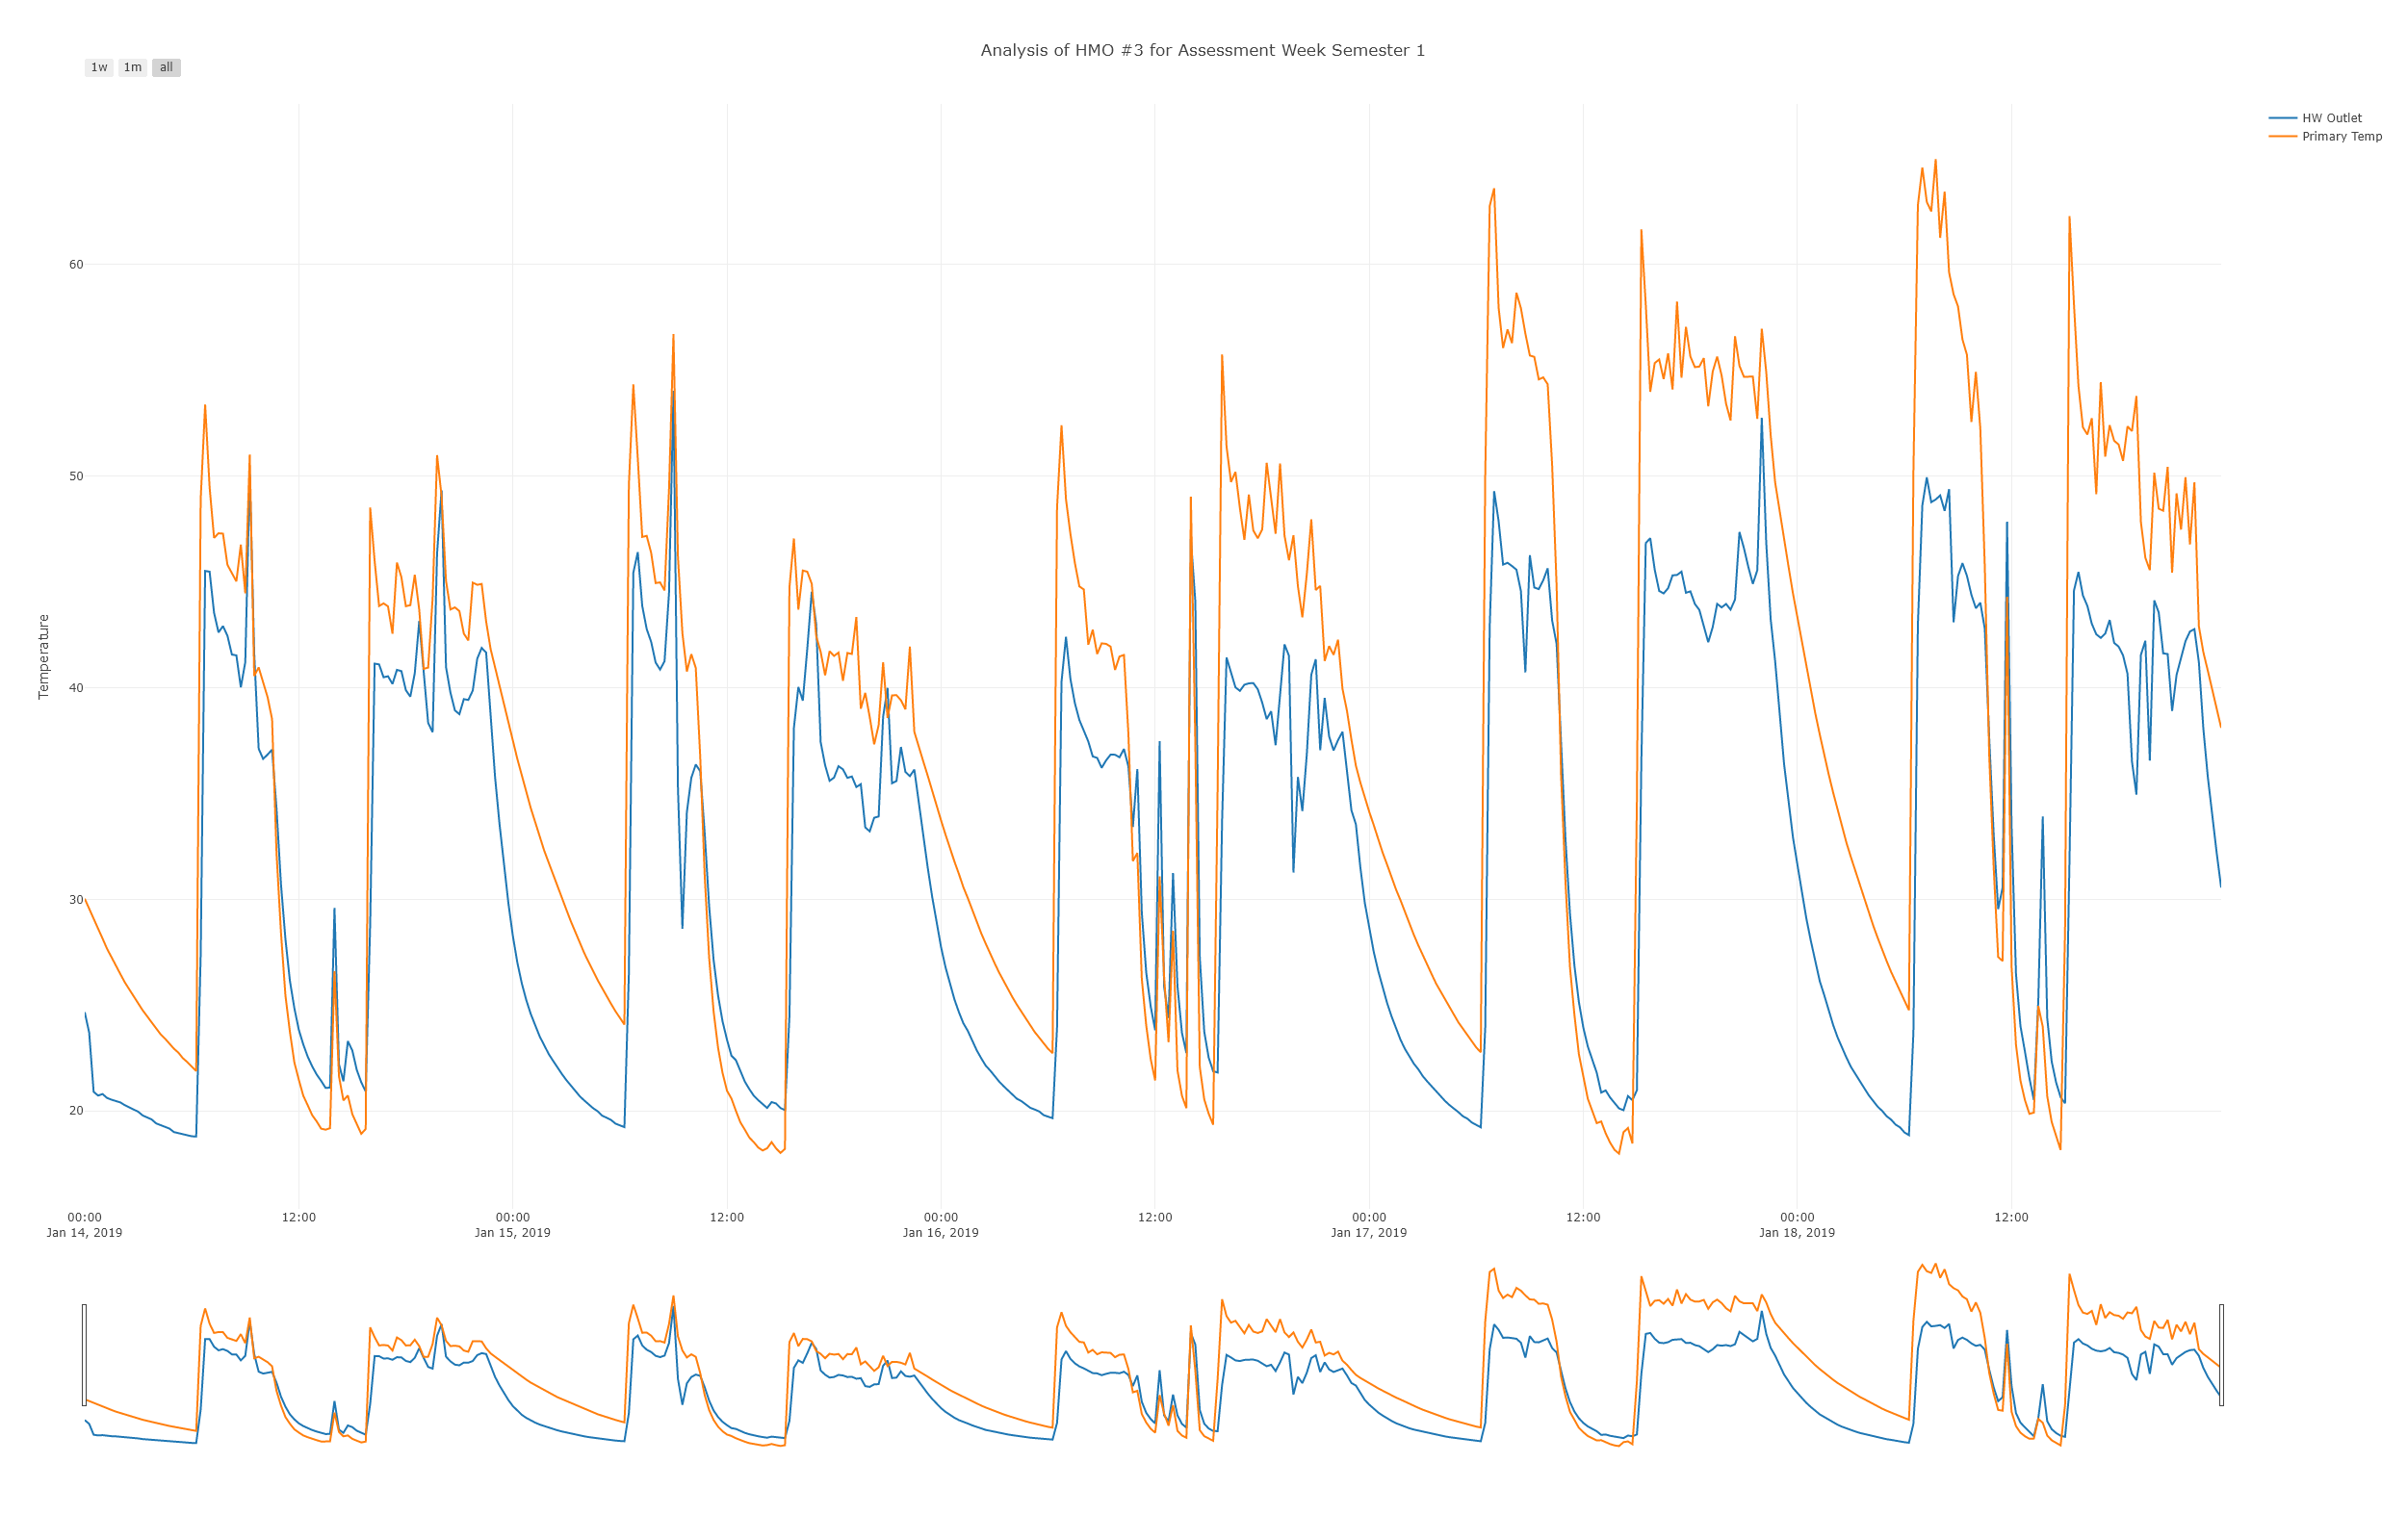 Analysis of HMO #3 for Assessment Week Semester 1
1w 1m all
HW Outlet
Primary Temp
60
50
40
30
20
Temperature
00:00 12:00 00:00 12:00 00:00 12:00 00:00 12:00 00:00 12:00
Jan 14, 2019 Jan 15, 2019 Jan 16, 2019 Jan 17, 2019 Jan 18, 2019